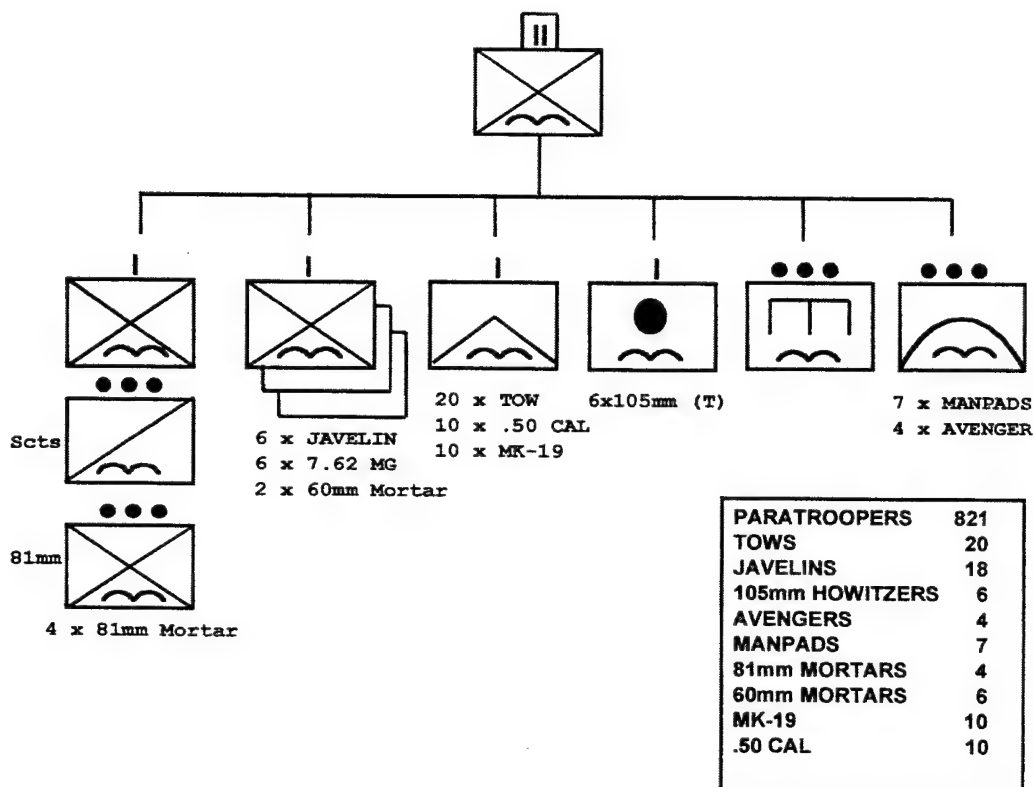 Scts
81mm
4 x 81mm Mortar
6 x JAVELIN
6 x 7.62 MG
2 x 60mm Mortar
20 x TOW
10 x .50 CAL
10 x MK-19
6x105mm (T)
7 x MANPADS
4 x AVENGER
PARATROOPERS 821
TOWS 20
JAVELINS 18
105mm HOWITZERS 6
AVENGERS 4
MANPADS 7
81mm MORTARS 4
60mm MORTARS 6
MK-19 10
.50 CAL 10